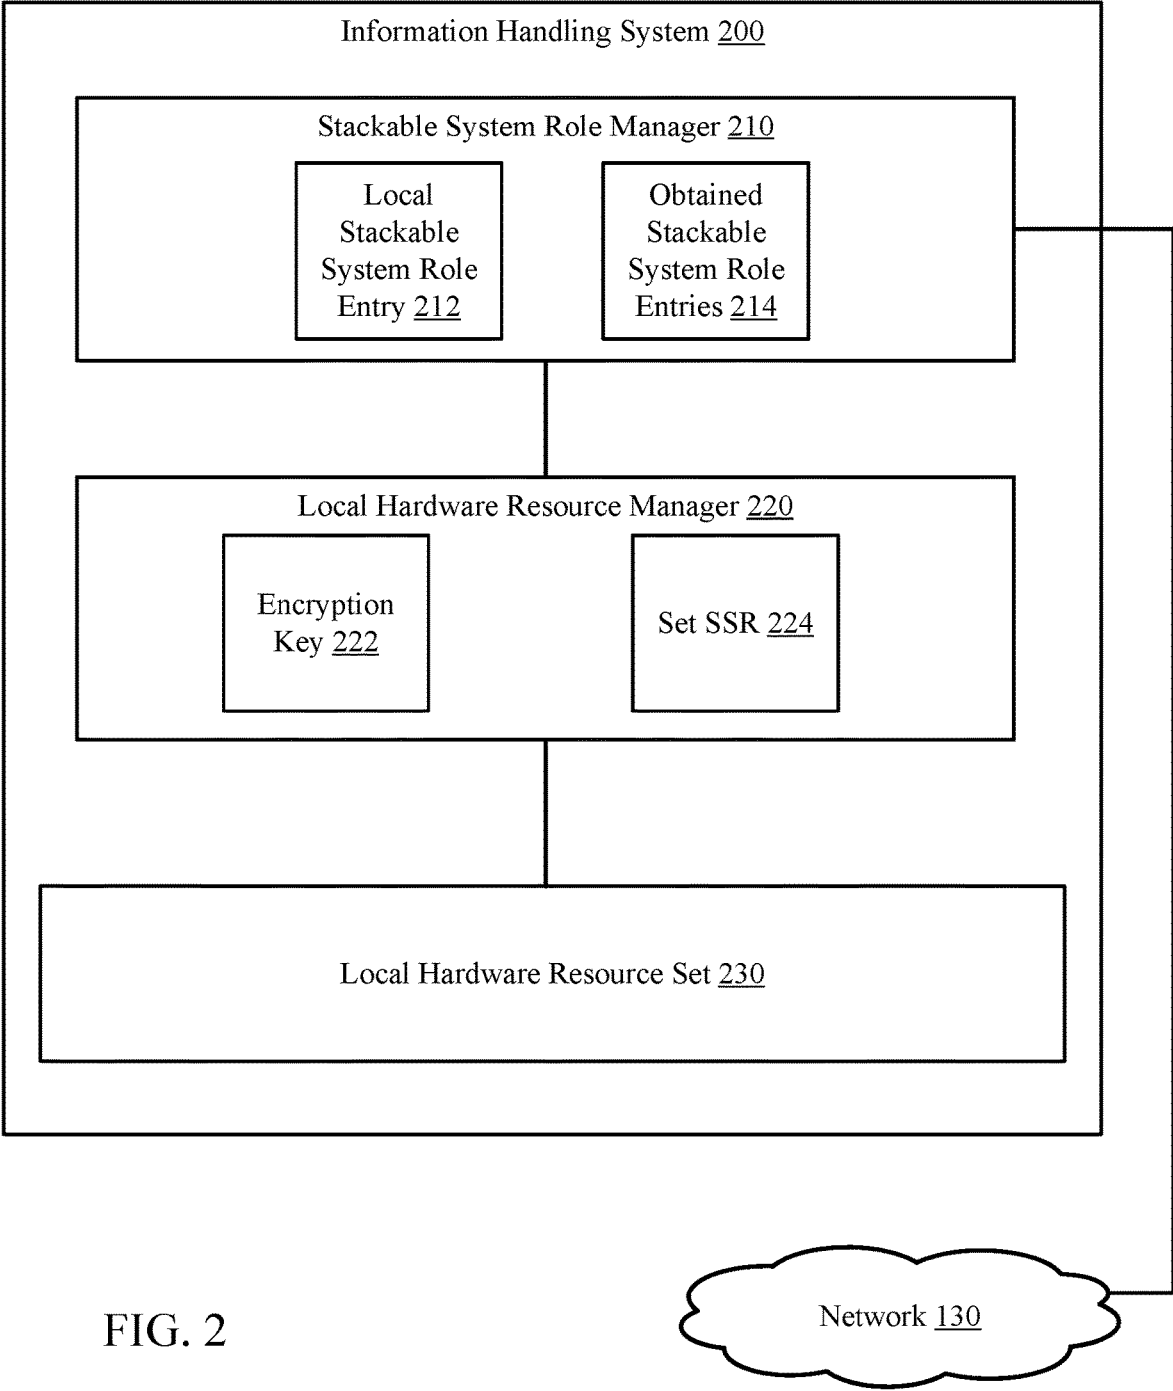 Information Handling System 200
Stackable System Role Manager 210
Local
Stackable
System Role
Entry 212
Obtained
Stackable
System Role
Entries 214
Local Hardware Resource Manager 220
Encryption
Key 222
Set SSR 224
Local Hardware Resource Set 230
Network 130
FIG. 2